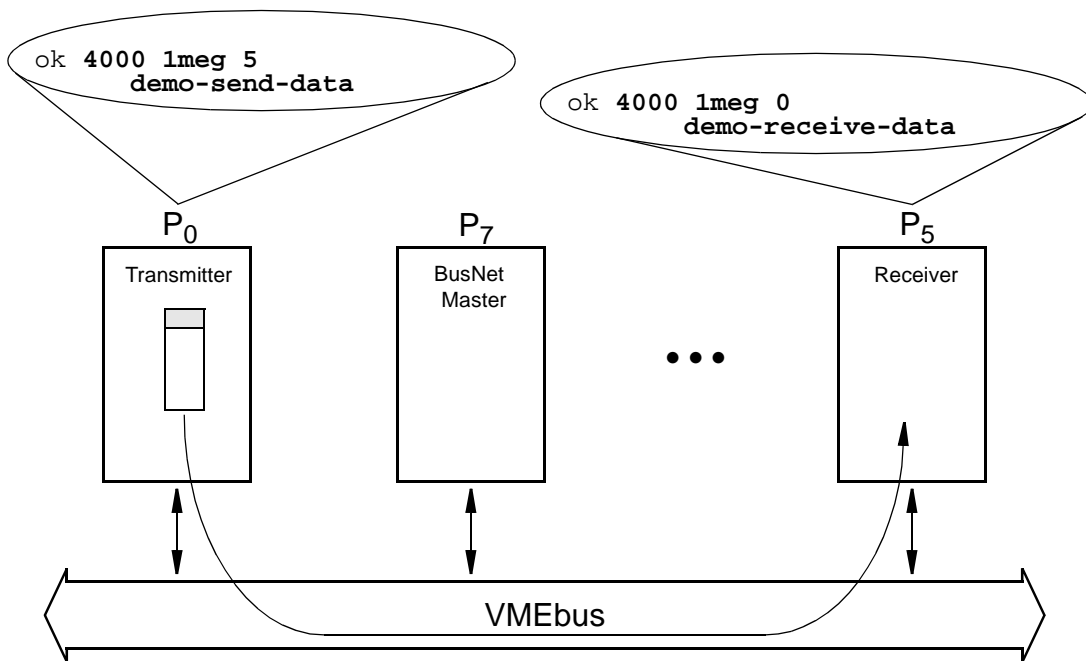 ok 4000 1meg 5
demo-send-data
ok 4000 1meg 0
demo-receive-data
P0
P7
P5
Transmitter
BusNet
Master
Receiver
VMEbus